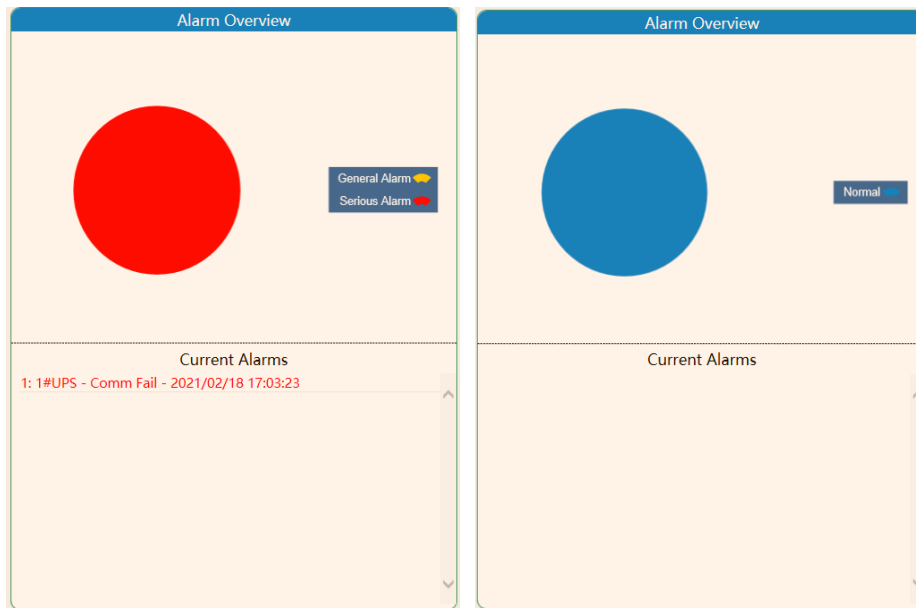 Alarm Overview
General Alarm
Serious Alarm
Current Alarms
1: 1#UPS - Comm Fail - 2021/02/18 17:03:23
Alarm Overview
Normal
Current Alarms